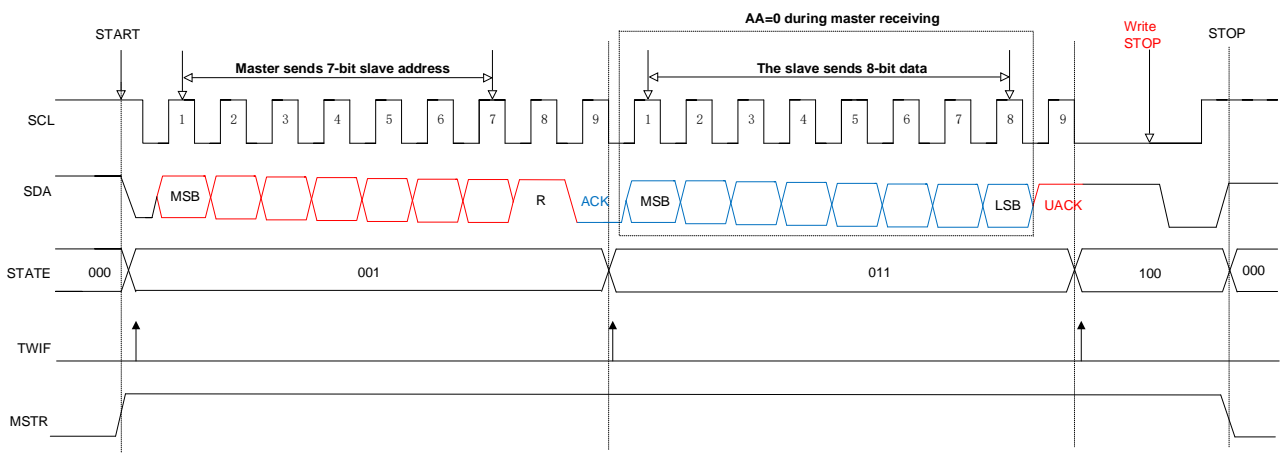 AA=0 during master receiving
START
Write
STOP
STOP
Master sends 7-bit slave address
The slave sends 8-bit data
SCL
1 2 3 4 5 6 7 8 9 1 2 3 4 5 6 7 8 9
SDA
MSB R ACK MSB LSB UACK
STATE
000 001 011 100 000
TWIF
MSTR